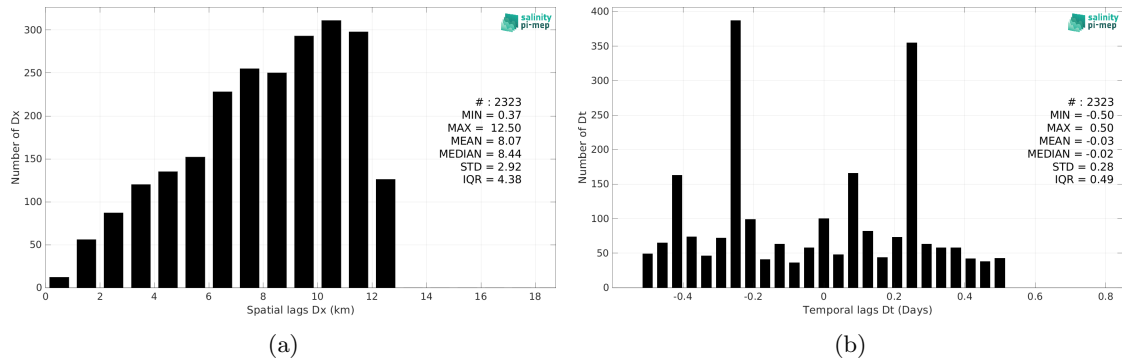 300
250
200
150
100
50
0
Number of Dx
0 2 4 6 8 10 12 14 16 18
Spatial lags Dx (km)
salinity
pi-mep
# : 2323
MIN = 0.37
MAX = 12.50
MEAN = 8.07
MEDIAN = 8.44
STD = 2.92
IQR = 4.38
(a)
400
350
300
250
200
150
100
50
0
Number of Dt
-0.4 -0.2 0 0.2 0.4 0.6 0.8
Temporal lags Dt (Days)
salinity
pi-mep
# : 2323
MIN = -0.50
MAX = 0.50
MEAN = -0.03
MEDIAN = -0.02
STD = 0.28
IQR = 0.49
(b)